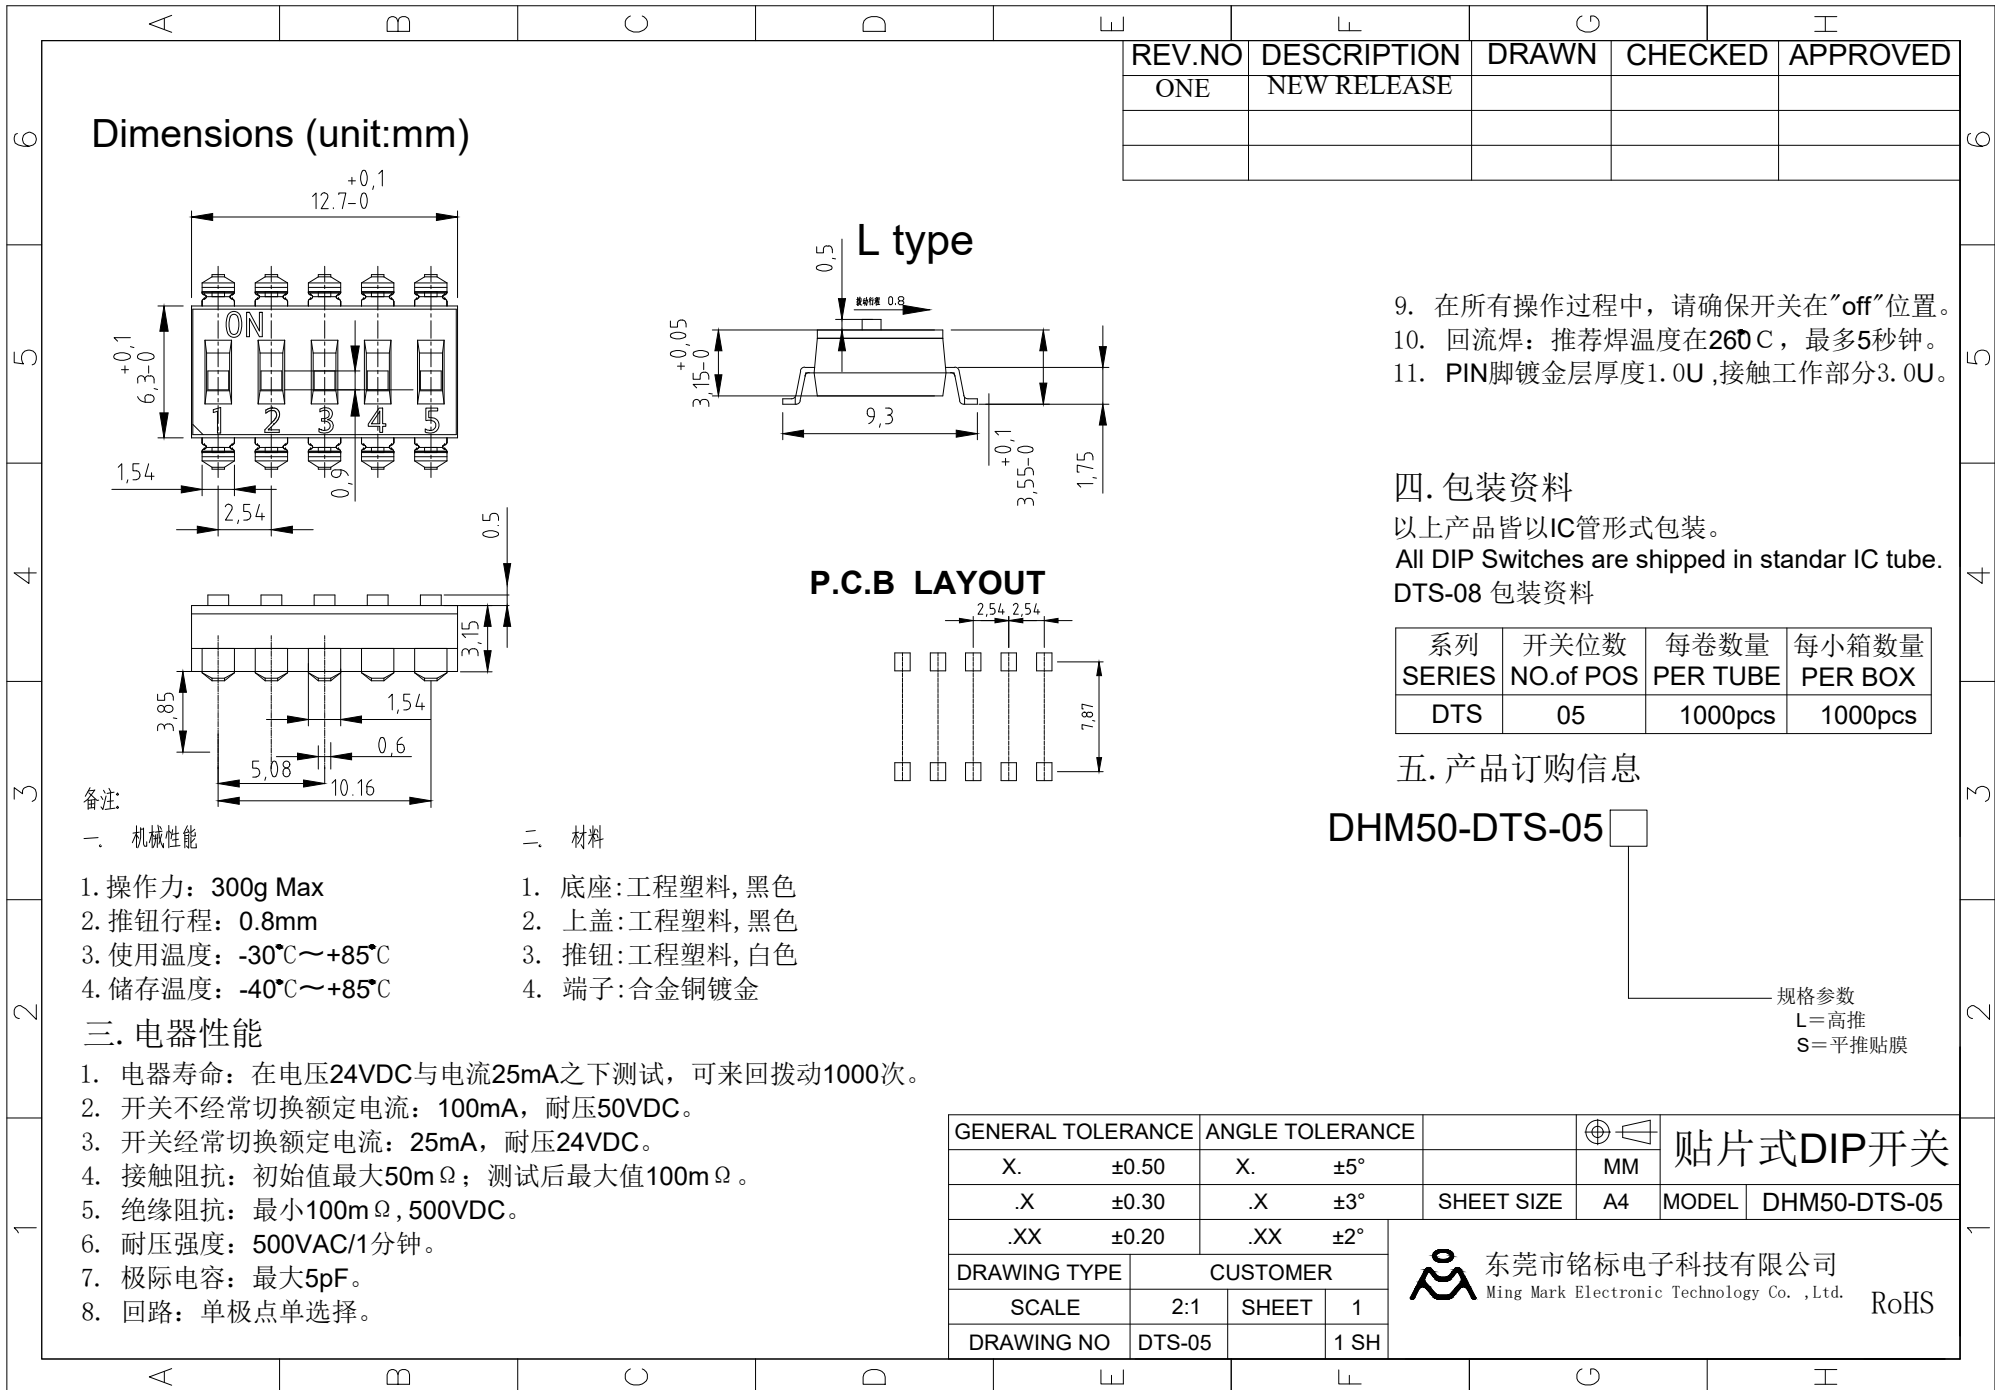 A B C D E F G H
REV.NO DESCRIPTION DRAWN CHECKED APPROVED
ONE NEW RELEASE
6 6
5 5
4 4
3 3
2 2
1 1
Dimensions (unit:mm)
+0,1
12.7-0
ON
1 2 3 4 5
+0,1
6,3-0
1,54
2,54
0,9
0.5
3,15
3,85
1,54
0,6
5,08
10.16
L type
0,5
拨动行程 0.8
+0,05
3,15-0
9,3
+0,1
3,55-0
1,75
P.C.B LAYOUT
2,54 2,54
7,87
备注:
一. 机械性能
1.操作力：300g Max
2.推钮行程：0.8mm
3.使用温度：-30℃～+85℃
4.储存温度：-40℃～+85℃
二. 材料
1. 底座:工程塑料,黑色
2. 上盖:工程塑料,黑色
3. 推钮:工程塑料,白色
4. 端子:合金铜镀金
三.电器性能
1. 电器寿命：在电压24VDC与电流25mA之下测试，可来回拨动1000次。
2. 开关不经常切换额定电流：100mA，耐压50VDC。
3. 开关经常切换额定电流：25mA，耐压24VDC。
4. 接触阻抗：初始值最大50mΩ；测试后最大值100mΩ。
5. 绝缘阻抗：最小100mΩ,500VDC。
6. 耐压强度：500VAC/1分钟。
7. 极际电容：最大5pF。
8. 回路：单极点单选择。
9. 在所有操作过程中，请确保开关在"off"位置。
10. 回流焊：推荐焊温度在260℃，最多5秒钟。
11. PIN脚镀金层厚度1.0U ,接触工作部分3.0U。
四.包装资料
以上产品皆以IC管形式包装。
All DIP Switches are shipped in standar IC tube.
DTS-08 包装资料
系列 开关位数 每卷数量 每小箱数量
SERIES NO.of POS PER TUBE PER BOX
DTS 05 1000pcs 1000pcs
五.产品订购信息
DHM50-DTS-05
规格参数
L＝高推
S＝平推贴膜
GENERAL TOLERANCE ANGLE TOLERANCE
X. ±0.50 X. ±5° MM
.X ±0.30 .X ±3° SHEET SIZE A4 MODEL DHM50-DTS-05
.XX ±0.20 .XX ±2°
贴片式DIP开关
DRAWING TYPE CUSTOMER
SCALE 2:1 SHEET 1
DRAWING NO DTS-05 1 SH
东莞市铭标电子科技有限公司
Ming Mark Electronic Technology Co. ,Ltd.
RoHS
A B C D E F G H